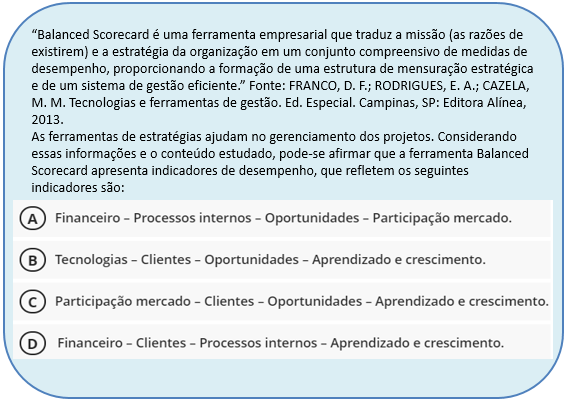 “Balanced Scorecard é uma ferramenta empresarial que traduz a missão (as razões de
existirem) e a estratégia da organização em um conjunto compreensivo de medidas de
desempenho, proporcionando a formação de uma estrutura de mensuração estratégica
e de um sistema de gestão eficiente.” Fonte: FRANCO, D. F.; RODRIGUES, E. A.; CAZELA,
M. M. Tecnologias e ferramentas de gestão. Ed. Especial. Campinas, SP: Editora Alínea,
2013.
As ferramentas de estratégias ajudam no gerenciamento dos projetos. Considerando
essas informações e o conteúdo estudado, pode-se afirmar que a ferramenta Balanced
Scorecard apresenta indicadores de desempenho, que refletem os seguintes
indicadores são:
A Financeiro – Processos internos – Oportunidades – Participação mercado.
B Tecnologias – Clientes – Oportunidades – Aprendizado e crescimento.
C Participação mercado – Clientes – Oportunidades – Aprendizado e crescimento.
D Financeiro – Clientes – Processos internos – Aprendizado e crescimento.